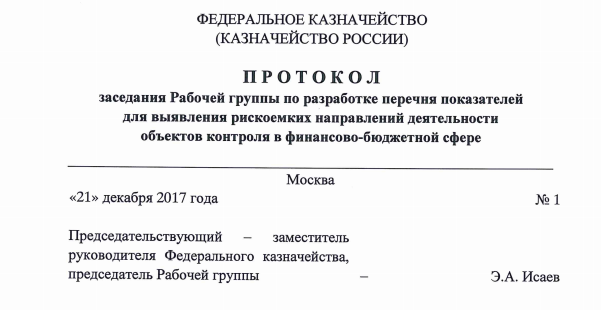 ФЕДЕРАЛЬНОЕ КАЗНАЧЕЙСТВО
(КАЗНАЧЕЙСТВО РОССИИ)
П Р О Т О К О Л
заседания Рабочей группы по разработке перечня показателей
для выявления рискоемких направлений деятельности
объектов контроля в финансово-бюджетной сфере
Москва
«21» декабря 2017 года № 1
Председательствующий – заместитель
руководителя Федерального казначейства,
председатель Рабочей группы – Э.А. Исаев